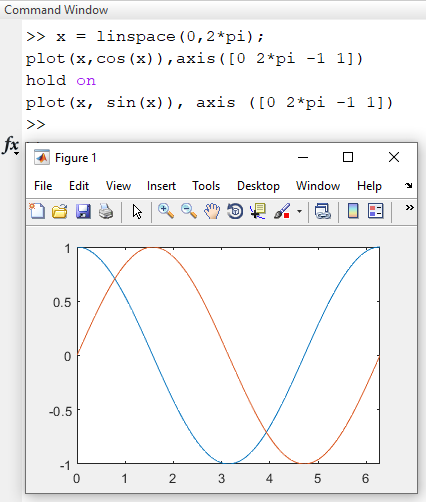 Command Window
>> x = linspace(0,2*pi);
plot(x,cos(x)),axis([0 2*pi -1 1])
hold on
plot(x, sin(x)), axis ([0 2*pi -1 1])
>>
fx
Figure 1
File Edit View Insert Tools Desktop Window Help
1
0.5
0
-0.5
-1
0 1 2 3 4 5 6